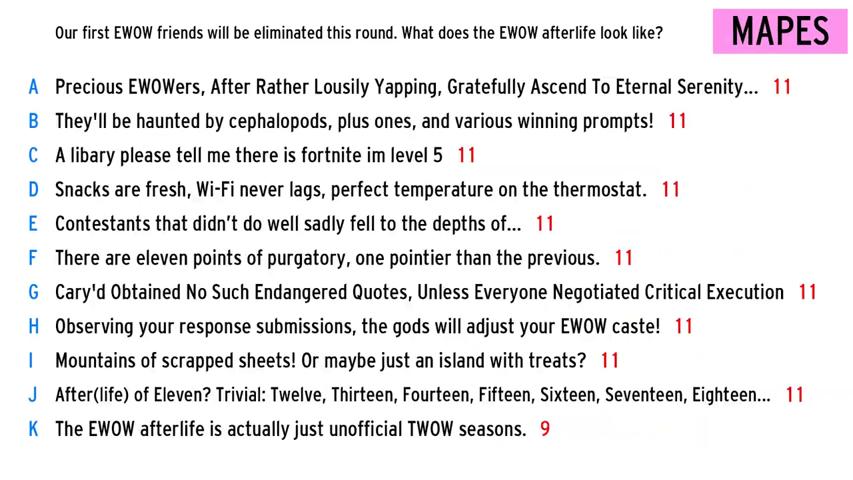 Our first EWOW friends will be eliminated this round. What does the EWOW afterlife look like?
MAPES
A Precious EWOWers, After Rather Lousily Yapping, Gratefully Ascend To Eternal Serenity... 11
B They'll be haunted by cephalopods, plus ones, and various winning prompts! 11
C A libary please tell me there is fortnite im level 5 11
D Snacks are fresh, Wi-Fi never lags, perfect temperature on the thermostat. 11
E Contestants that didn’t do well sadly fell to the depths of... 11
F There are eleven points of purgatory, one pointier than the previous. 11
G Cary'd Obtained No Such Endangered Quotes, Unless Everyone Negotiated Critical Execution 11
H Observing your response submissions, the gods will adjust your EWOW caste! 11
I Mountains of scrapped sheets! Or maybe just an island with treats? 11
J After(life) of Eleven? Trivial: Twelve, Thirteen, Fourteen, Fifteen, Sixteen, Seventeen, Eighteen... 11
K The EWOW afterlife is actually just unofficial TWOW seasons. 9